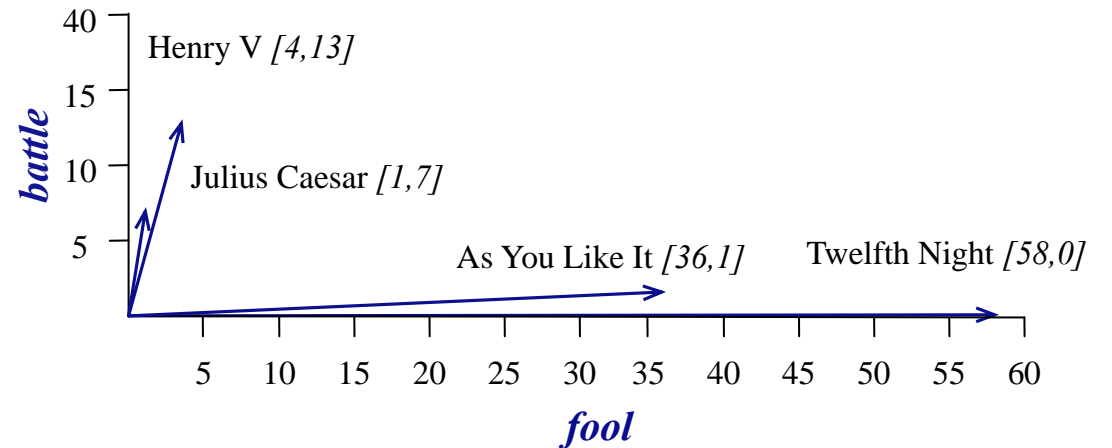 40
Henry V [4,13]
15
battle
10
Julius Caesar [1,7]
5
As You Like It [36,1]
Twelfth Night [58,0]
5 10 15 20 25 30 35 40 45 50 55 60
fool